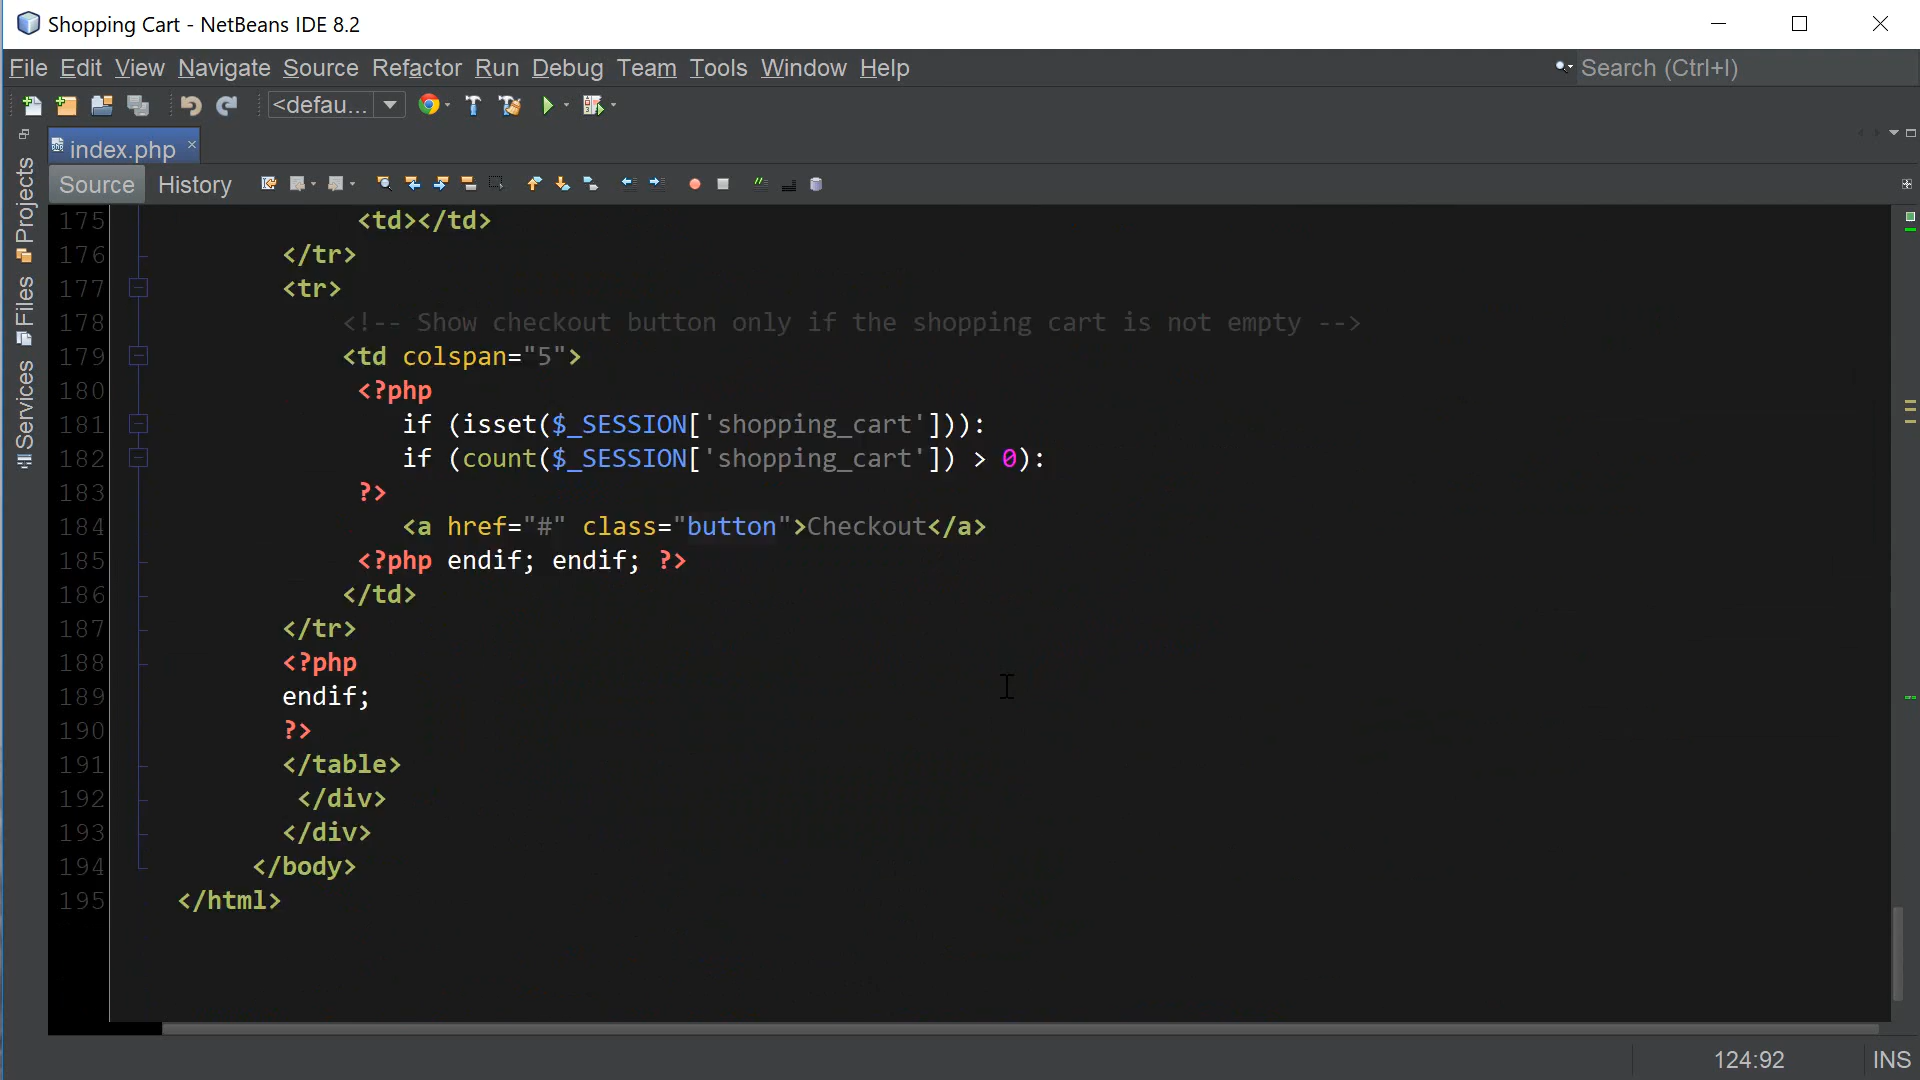 Shopping Cart - NetBeans IDE 8.2
File Edit View Navigate Source Refactor Run Debug Team Tools Window Help
Search (Ctrl+I)
<defau...
index.php
Source History
Projects
Files
Services
175 <td></td>
176 </tr>
177 <tr>
178 <!-- Show checkout button only if the shopping cart is not empty -->
179 <td colspan="5">
180 <?php
181 if (isset($_SESSION['shopping_cart'])):
182 if (count($_SESSION['shopping_cart']) > 0):
183 ?>
184 <a href="#" class="button">Checkout</a>
185 <?php endif; endif; ?>
186 </td>
187 </tr>
188 <?php
189 endif;
190 ?>
191 </table>
192 </div>
193 </div>
194 </body>
195 </html>
124:92 INS